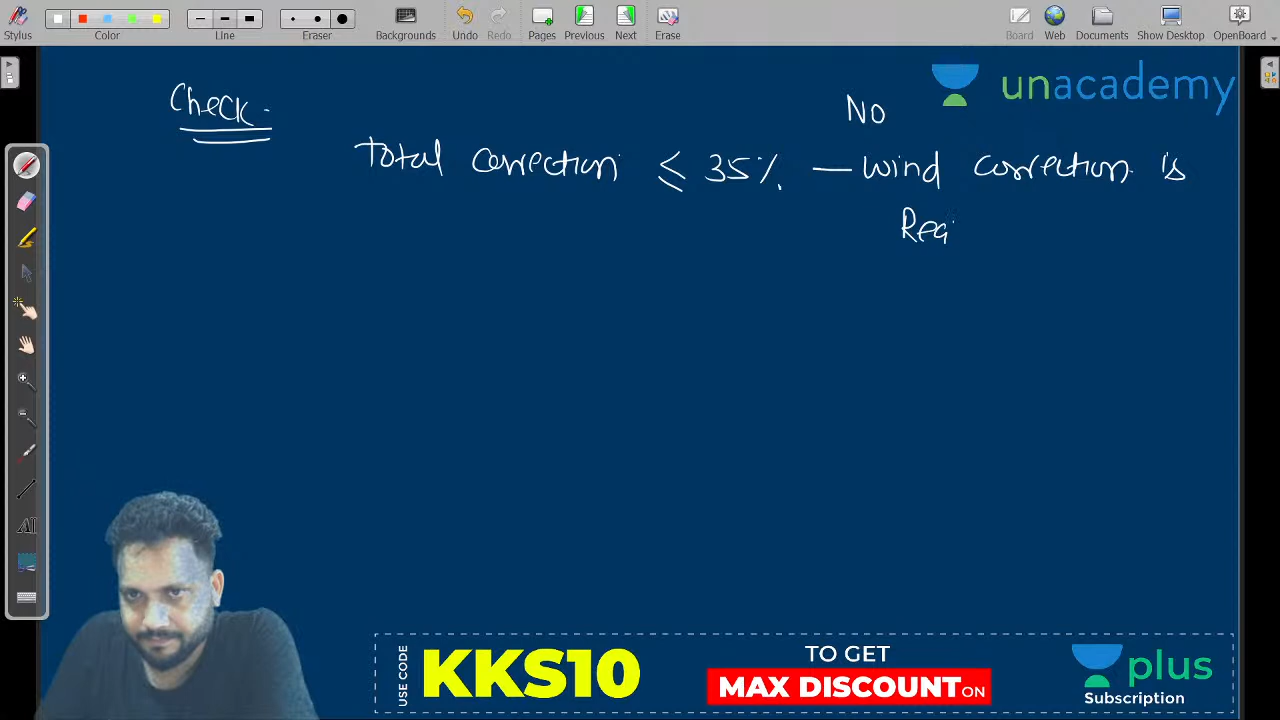 Stylus
Color
Line
Eraser
Backgrounds
Undo
Redo
Pages
Previous
Next
Erase
Board
Web
Documents
Show Desktop
OpenBoard
unacademy
Check.
No
Total correction ≤ 35% — wind correction is
Req
USE CODE
KKS10
TO GET
MAX DISCOUNT ON
plus
Subscription